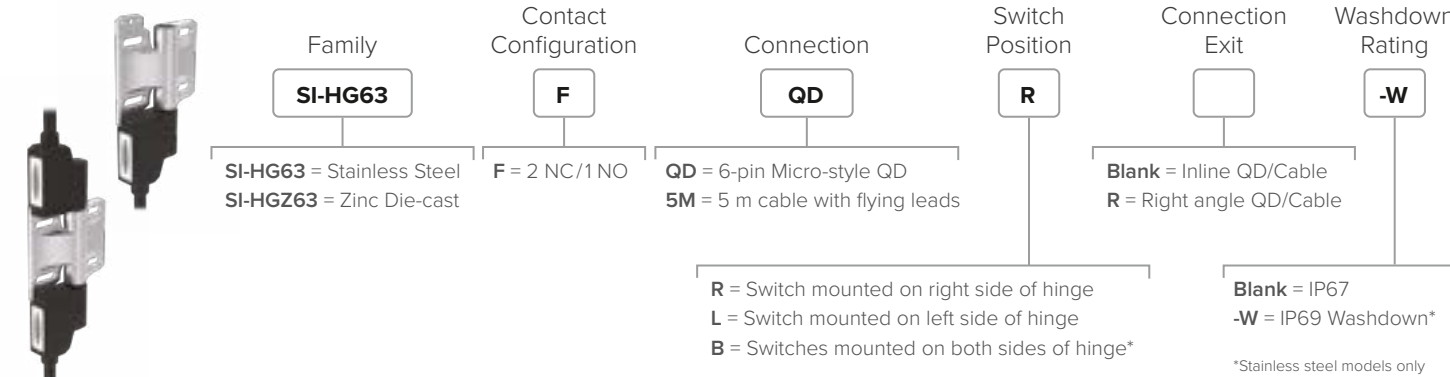 Family
Contact
Configuration
Connection
Switch
Position
Connection
Exit
Washdown
Rating
SI-HG63
F
QD
R
-W
SI-HG63 = Stainless Steel
SI-HGZ63 = Zinc Die-cast
F = 2 NC/1 NO
QD = 6-pin Micro-style QD
5M = 5 m cable with flying leads
Blank = Inline QD/Cable
R = Right angle QD/Cable
R = Switch mounted on right side of hinge
L = Switch mounted on left side of hinge
B = Switches mounted on both sides of hinge*
Blank = IP67
-W = IP69 Washdown*
*Stainless steel models only